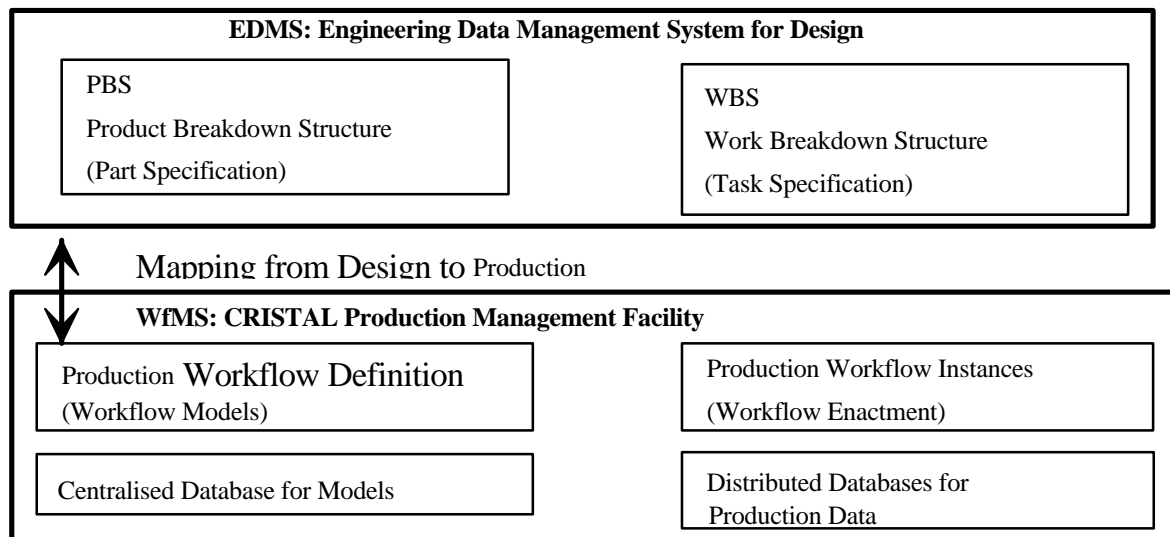 EDMS: Engineering Data Management System for Design
PBS
Product Breakdown Structure
(Part Specification)
WBS
Work Breakdown Structure
(Task Specification)
Mapping from Design to Production
WfMS: CRISTAL Production Management Facility
Production Workflow Definition
(Workflow Models)
Production Workflow Instances
(Workflow Enactment)
Centralised Database for Models
Distributed Databases for
Production Data